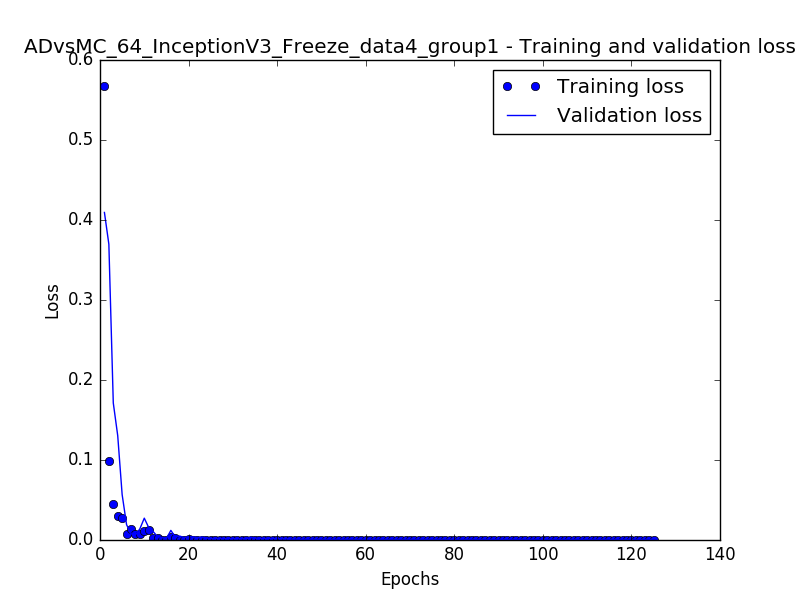 ADvsMC_64_InceptionV3_Freeze_data4_group1 - Training and validation loss
0.6
Training loss
Validation loss
0.5
0.4
0.3
0.2
0.1
0.0
Loss
0 20 40 60 80 100 120 140
Epochs